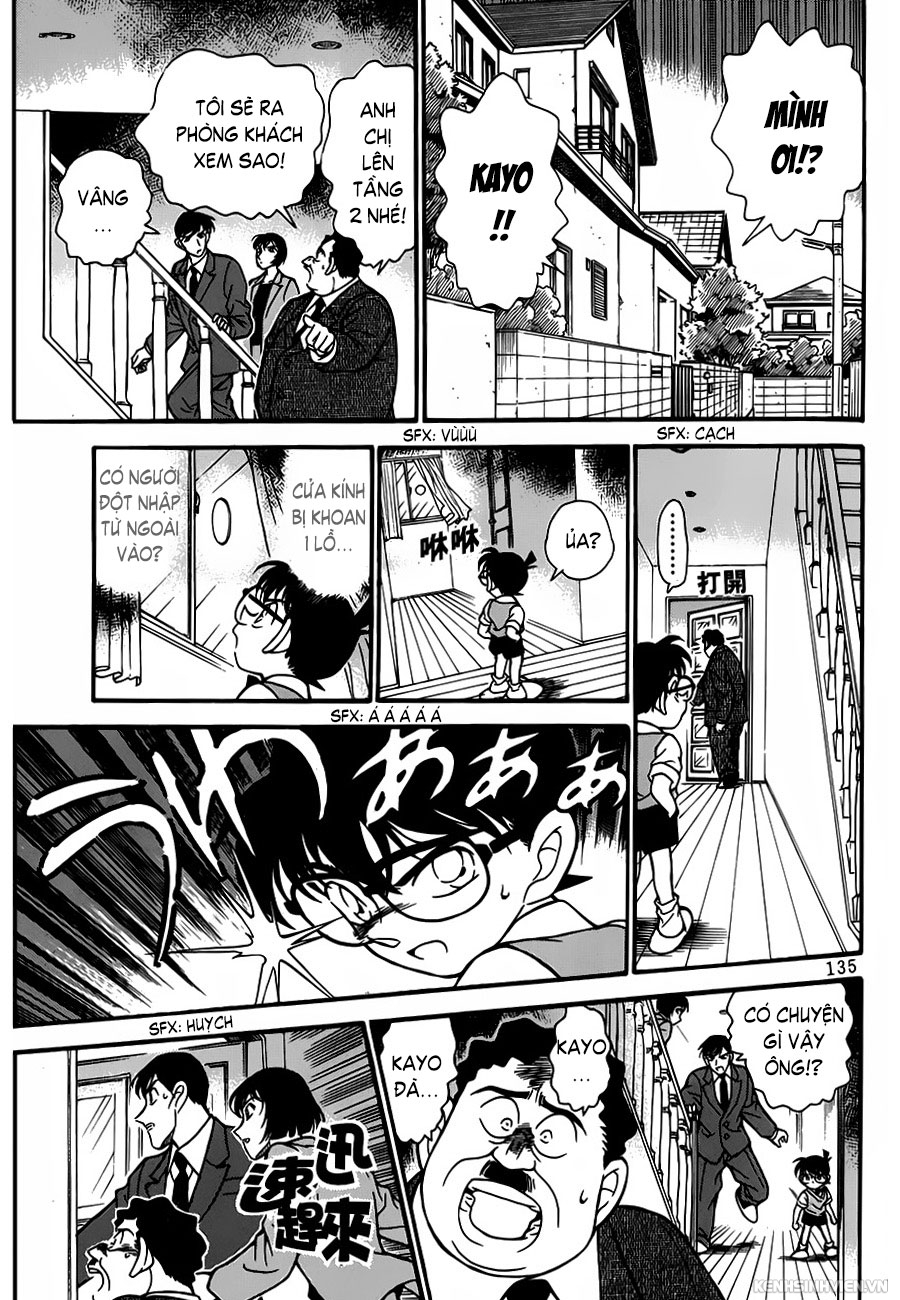 MÌNH
ƠI!?
KAYO
!!
ANH
CHỊ
LÊN
TẦNG
2 NHÉ!
TÔI SẼ RA
PHÒNG KHÁCH
XEM SAO!
VÂNG
...
SFX: VÙÙÙ
SFX: CẠCH
........
打開
ỦA?
咻咻
CỬA KÍNH
BỊ KHOAN
1 LỖ...
CÓ NGƯỜI
ĐỘT NHẬP
TỪ NGOÀI
VÀO?
SFX: Á Á Á Á Á
うわああぁ
135
SFX: HUỴCH
CÓ CHUYỆN
GÌ VẬY
ÔNG!?
KAYO
...
KAYO
ĐÀ...
迅速趕來
KENHSINHVIEN.VN